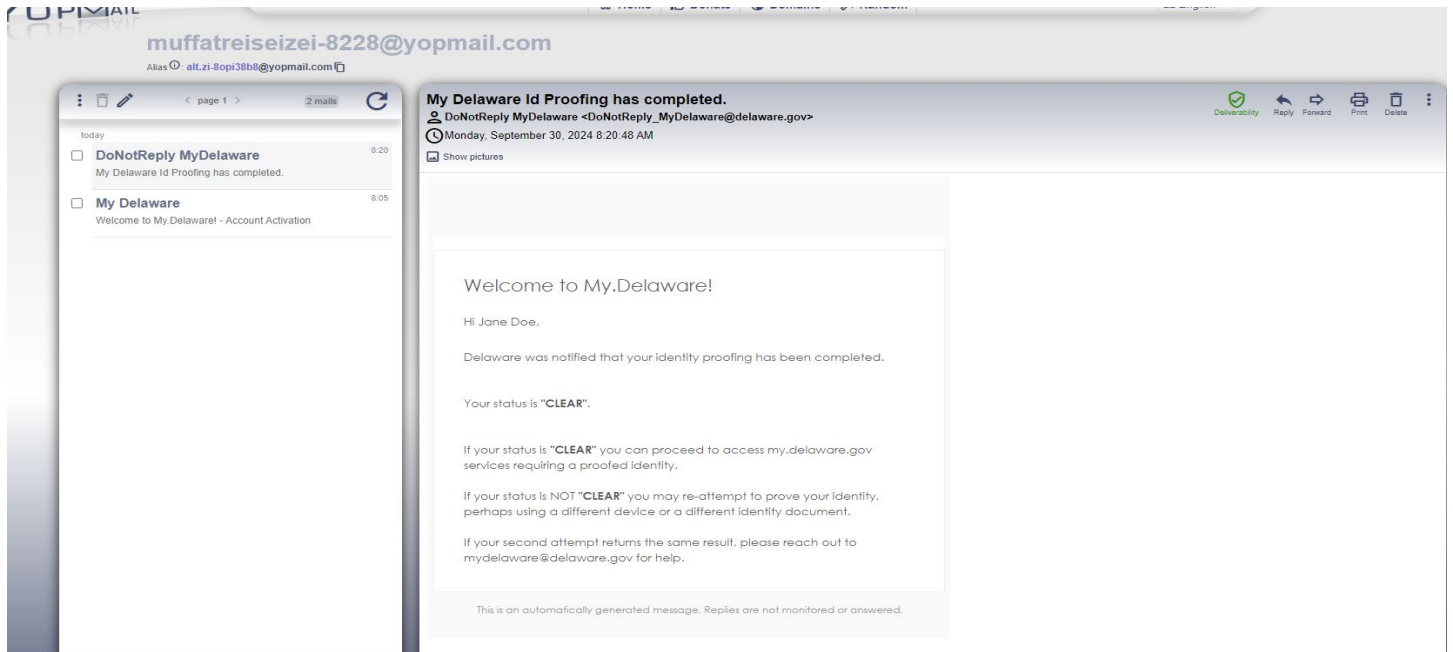 YOPMAIL
Home Donate Domains Random English
muffatreiseizei-8228@yopmail.com
Alias : alt.zi-8opi38b8@yopmail.com
< page 1 > 2 mails
today
DoNotReply MyDelaware 8:20
My Delaware Id Proofing has completed.
My Delaware 8:05
Welcome to My.Delaware! - Account Activation
My Delaware Id Proofing has completed.
DoNotReply MyDelaware <DoNotReply_MyDelaware@delaware.gov>
Monday, September 30, 2024 8:20:48 AM
Show pictures
Deliverability Reply Forward Print Delete
Welcome to My.Delaware!
Hi Jane Doe,
Delaware was notified that your identity proofing has been completed.
Your status is "CLEAR".
If your status is "CLEAR" you can proceed to access my.delaware.gov
services requiring a proofed identity.
If your status is NOT "CLEAR" you may re-attempt to prove your identity,
perhaps using a different device or a different identity document.
If your second attempt returns the same result, please reach out to
mydelaware@delaware.gov for help.
This is an automatically generated message. Replies are not monitored or answered.